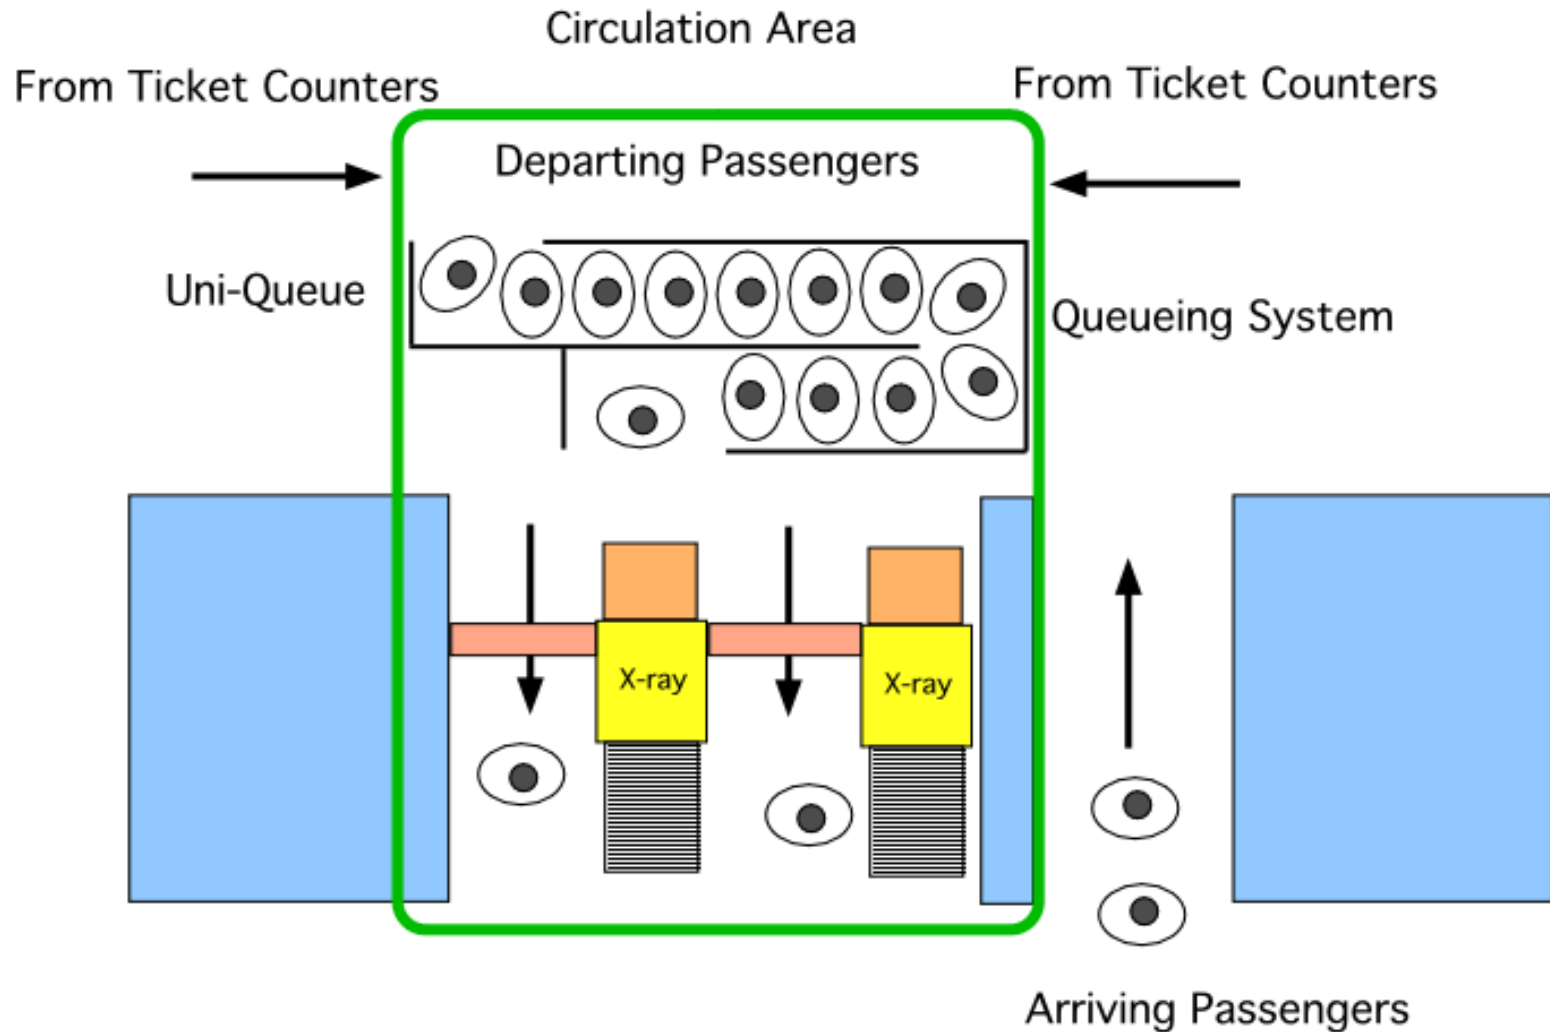 Circulation Area
From Ticket Counters
From Ticket Counters
Departing Passengers
Uni-Queue
Queueing System
X-ray
X-ray
Arriving Passengers